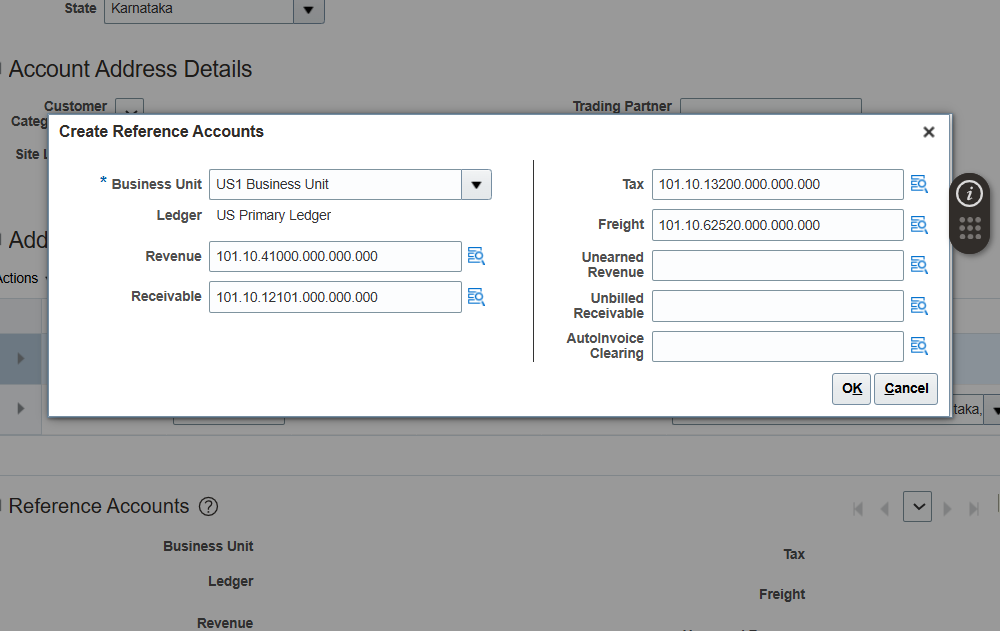 State Karnataka
Account Address Details
Customer
Trading Partner
Categ
Create Reference Accounts
Site
* Business Unit US1 Business Unit
Ledger US Primary Ledger
Revenue 101.10.41000.000.000.000
Receivable 101.10.12101.000.000.000
Tax 101.10.13200.000.000.000
Freight 101.10.62520.000.000.000
Unearned
Revenue
Unbilled
Receivable
AutoInvoice
Clearing
OK Cancel
Add
ctions
taka,
Reference Accounts
Business Unit
Ledger
Revenue
Tax
Freight